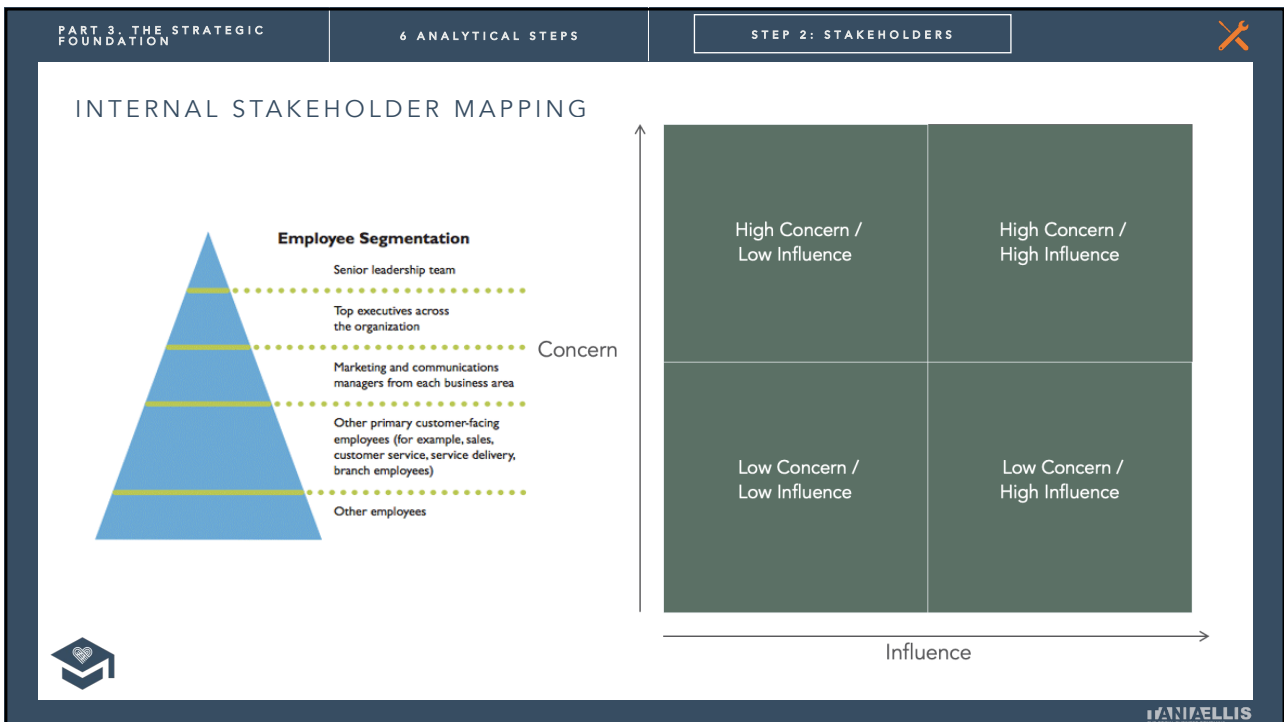 PART 3. THE STRATEGIC
FOUNDATION
6 ANALYTICAL STEPS
STEP 2: STAKEHOLDERS
INTERNAL STAKEHOLDER MAPPING
Employee Segmentation
Senior leadership team
Top executives across
the organization
Marketing and communications
managers from each business area
Other primary customer-facing
employees (for example, sales,
customer service, service delivery,
branch employees)
Other employees
Concern
High Concern /
Low Influence
High Concern /
High Influence
Low Concern /
Low Influence
Low Concern /
High Influence
Influence
TANIAELLIS